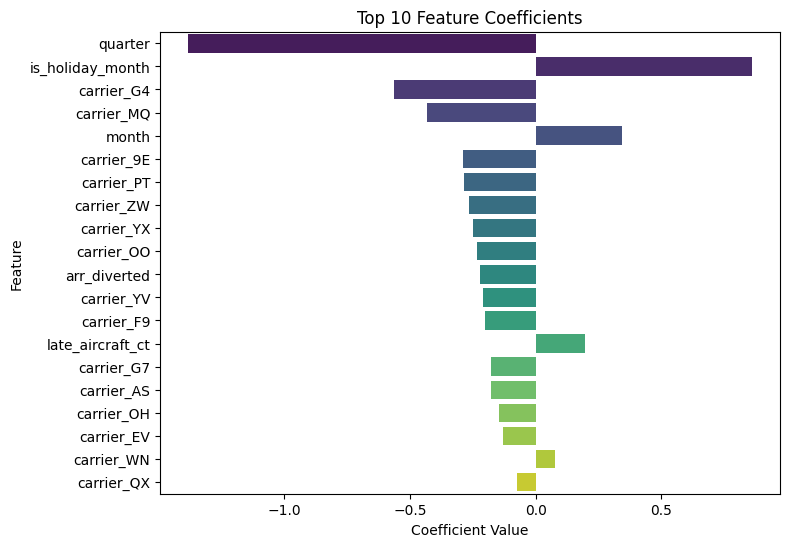 Top 10 Feature Coefficients
Feature
quarter
is_holiday_month
carrier_G4
carrier_MQ
month
carrier_9E
carrier_PT
carrier_ZW
carrier_YX
carrier_OO
arr_diverted
carrier_YV
carrier_F9
late_aircraft_ct
carrier_G7
carrier_AS
carrier_OH
carrier_EV
carrier_WN
carrier_QX
−1.0 −0.5 0.0 0.5
Coefficient Value